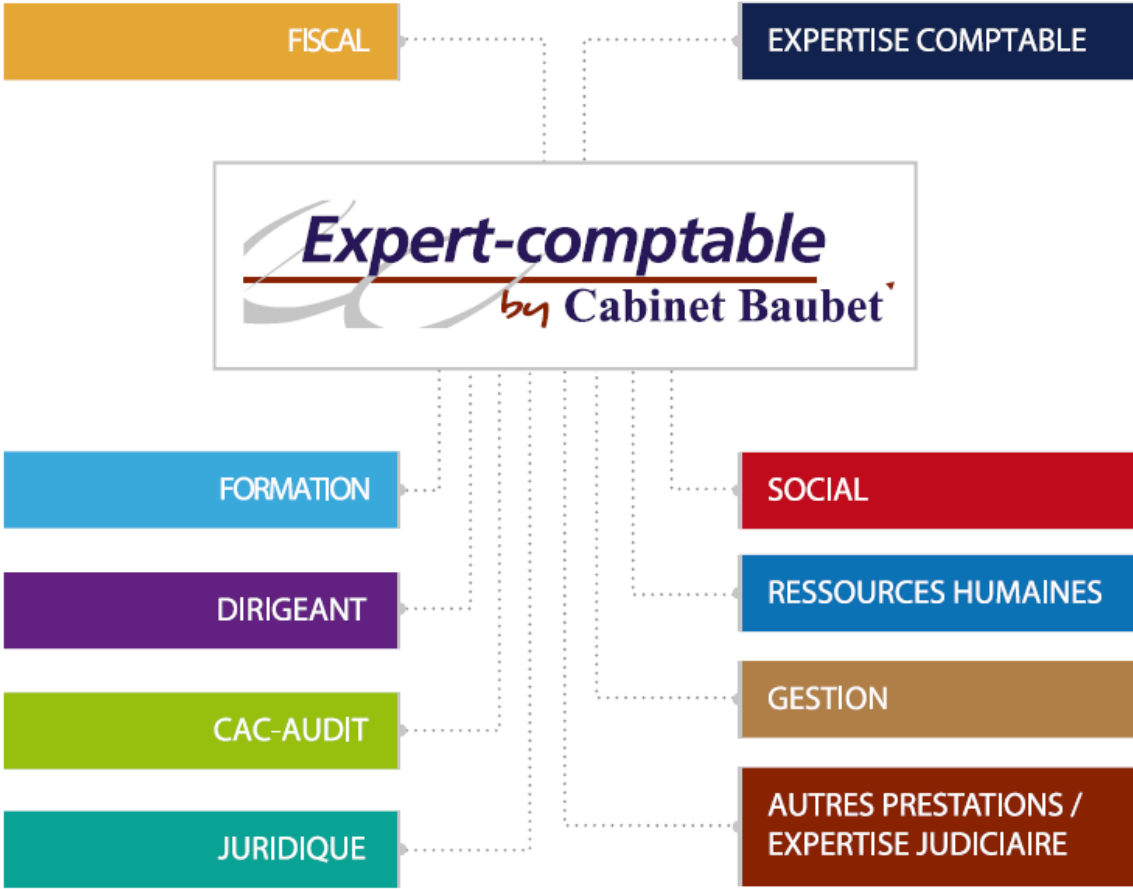 FISCAL
EXPERTISE COMPTABLE
Expert-comptable
by Cabinet Baubet
FORMATION
SOCIAL
DIRIGEANT
RESSOURCES HUMAINES
CAC-AUDIT
GESTION
JURIDIQUE
AUTRES PRESTATIONS /
EXPERTISE JUDICIAIRE